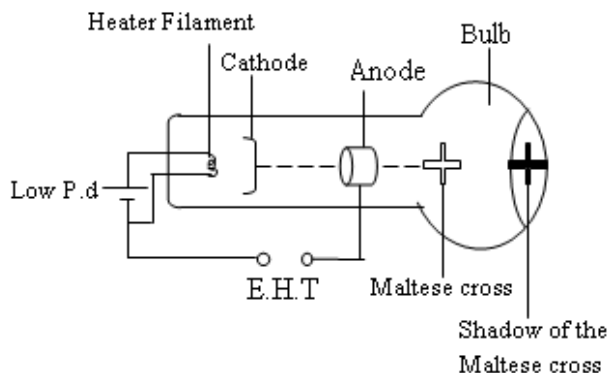 Heater Filament
Cathode
Anode
Bulb
Low P.d
E.H.T
Maltese cross
Shadow of the
Maltese cross